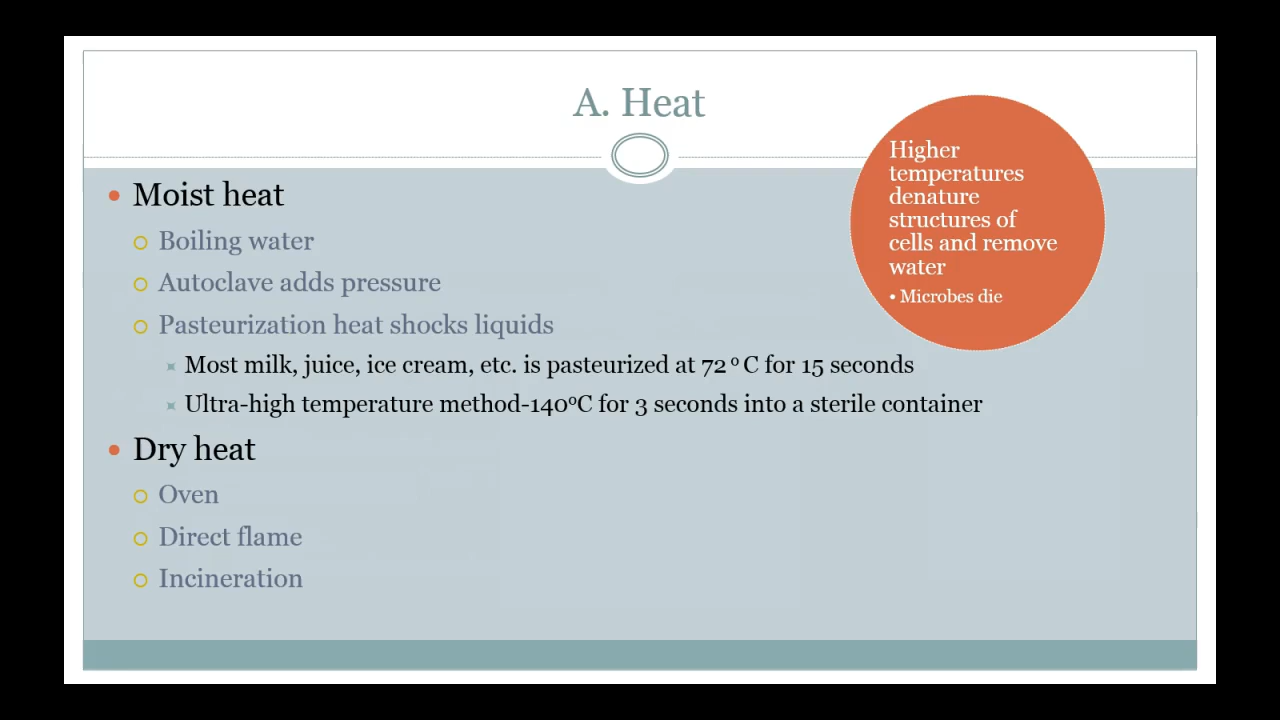 A. Heat
Higher
temperatures
denature
structures of
cells and remove
water
• Microbes die
• Moist heat
Boiling water
Autoclave adds pressure
Pasteurization heat shocks liquids
Most milk, juice, ice cream, etc. is pasteurized at 72 º C for 15 seconds
Ultra-high temperature method-140ºC for 3 seconds into a sterile container
• Dry heat
Oven
Direct flame
Incineration